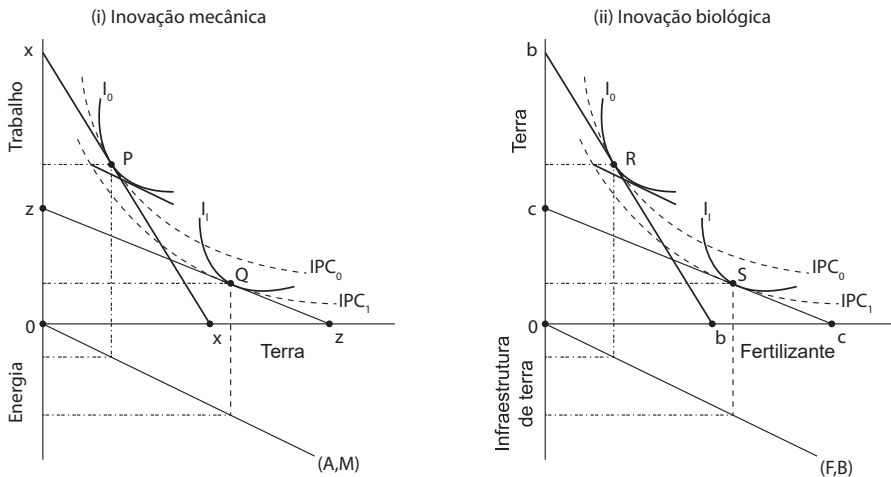 (i) Inovação mecânica
x
I₀
Trabalho
P
z
I₁
Q
IPC₀
IPC₁
0
x
z
Terra
Energia
(A,M)
(ii) Inovação biológica
b
I₀
Terra
R
c
I₁
S
IPC₀
IPC₁
0
b
c
Fertilizante
Infraestrutura
de terra
(F,B)